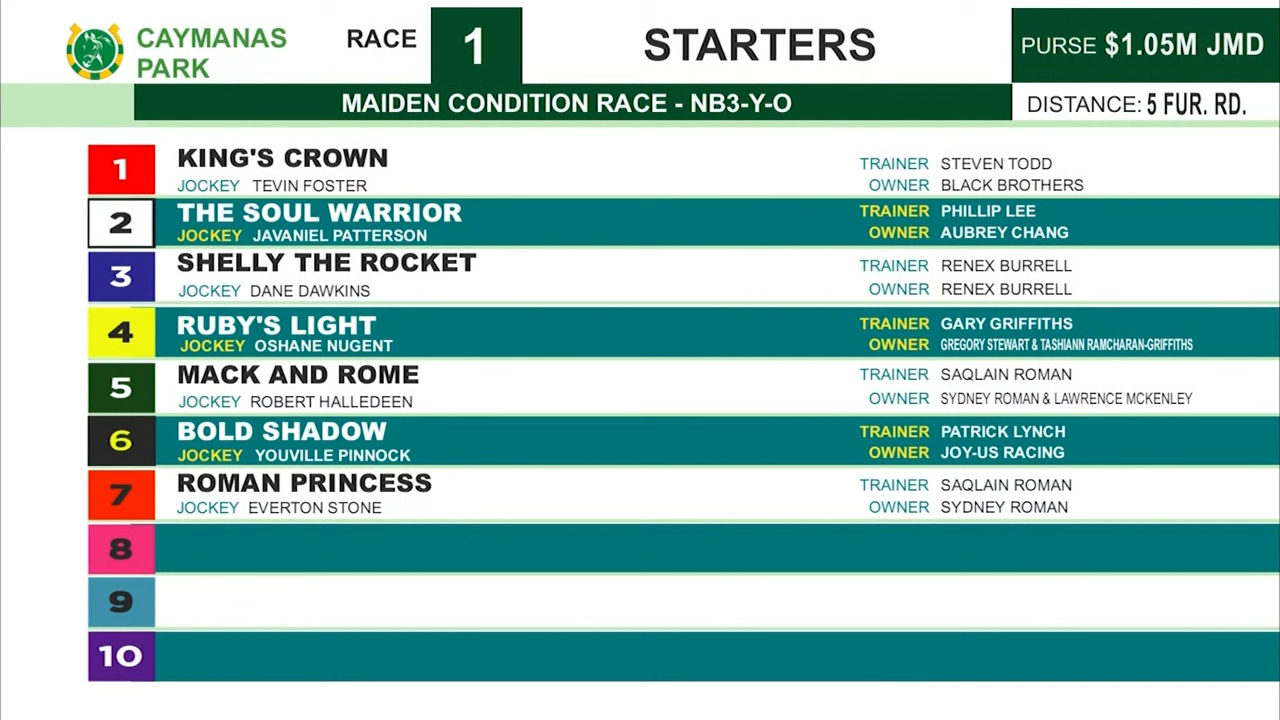 CAYMANAS PARK
RACE 1
STARTERS
PURSE $1.05M JMD
MAIDEN CONDITION RACE - NB3-Y-O
DISTANCE: 5 FUR. RD.
1 KING'S CROWN
JOCKEY TEVIN FOSTER
TRAINER STEVEN TODD
OWNER BLACK BROTHERS
2 THE SOUL WARRIOR
JOCKEY JAVANIEL PATTERSON
TRAINER PHILLIP LEE
OWNER AUBREY CHANG
3 SHELLY THE ROCKET
JOCKEY DANE DAWKINS
TRAINER RENEX BURRELL
OWNER RENEX BURRELL
4 RUBY'S LIGHT
JOCKEY OSHANE NUGENT
TRAINER GARY GRIFFITHS
OWNER GREGORY STEWART & TASHIANN RAMCHARAN-GRIFFITHS
5 MACK AND ROME
JOCKEY ROBERT HALLEDEEN
TRAINER SAQLAIN ROMAN
OWNER SYDNEY ROMAN & LAWRENCE MCKENLEY
6 BOLD SHADOW
JOCKEY YOUVILLE PINNOCK
TRAINER PATRICK LYNCH
OWNER JOY-US RACING
7 ROMAN PRINCESS
JOCKEY EVERTON STONE
TRAINER SAQLAIN ROMAN
OWNER SYDNEY ROMAN
8
9
10